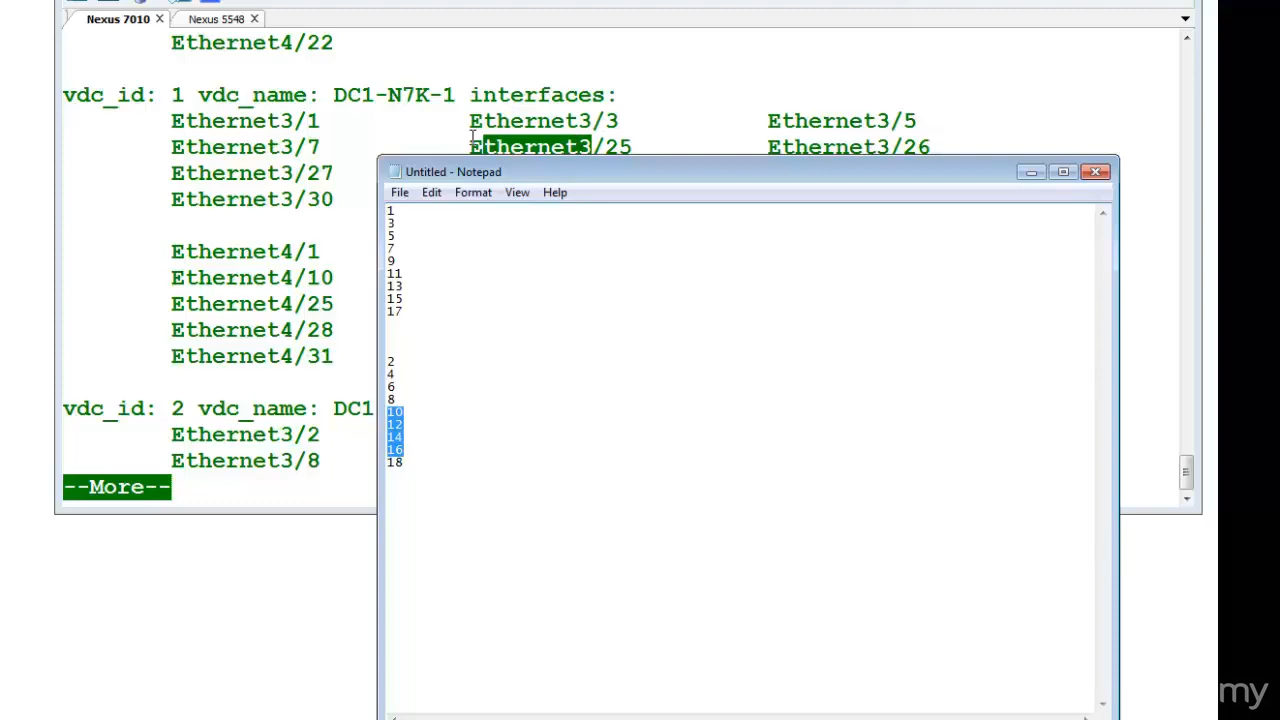 Nexus 7010 Nexus 5548
Ethernet4/22
vdc_id: 1 vdc_name: DC1-N7K-1 interfaces:
Ethernet3/1 Ethernet3/3 Ethernet3/5
Ethernet3/7 Ethernet3/25 Ethernet3/26
Ethernet3/27
Ethernet3/30
Ethernet4/1
Ethernet4/10
Ethernet4/25
Ethernet4/28
Ethernet4/31
vdc_id: 2 vdc_name: DC1
Ethernet3/2
Ethernet3/8
--More--
Untitled - Notepad
File Edit Format View Help
1
3
5
7
9
11
13
15
17
2
4
6
8
10
12
14
16
18
my